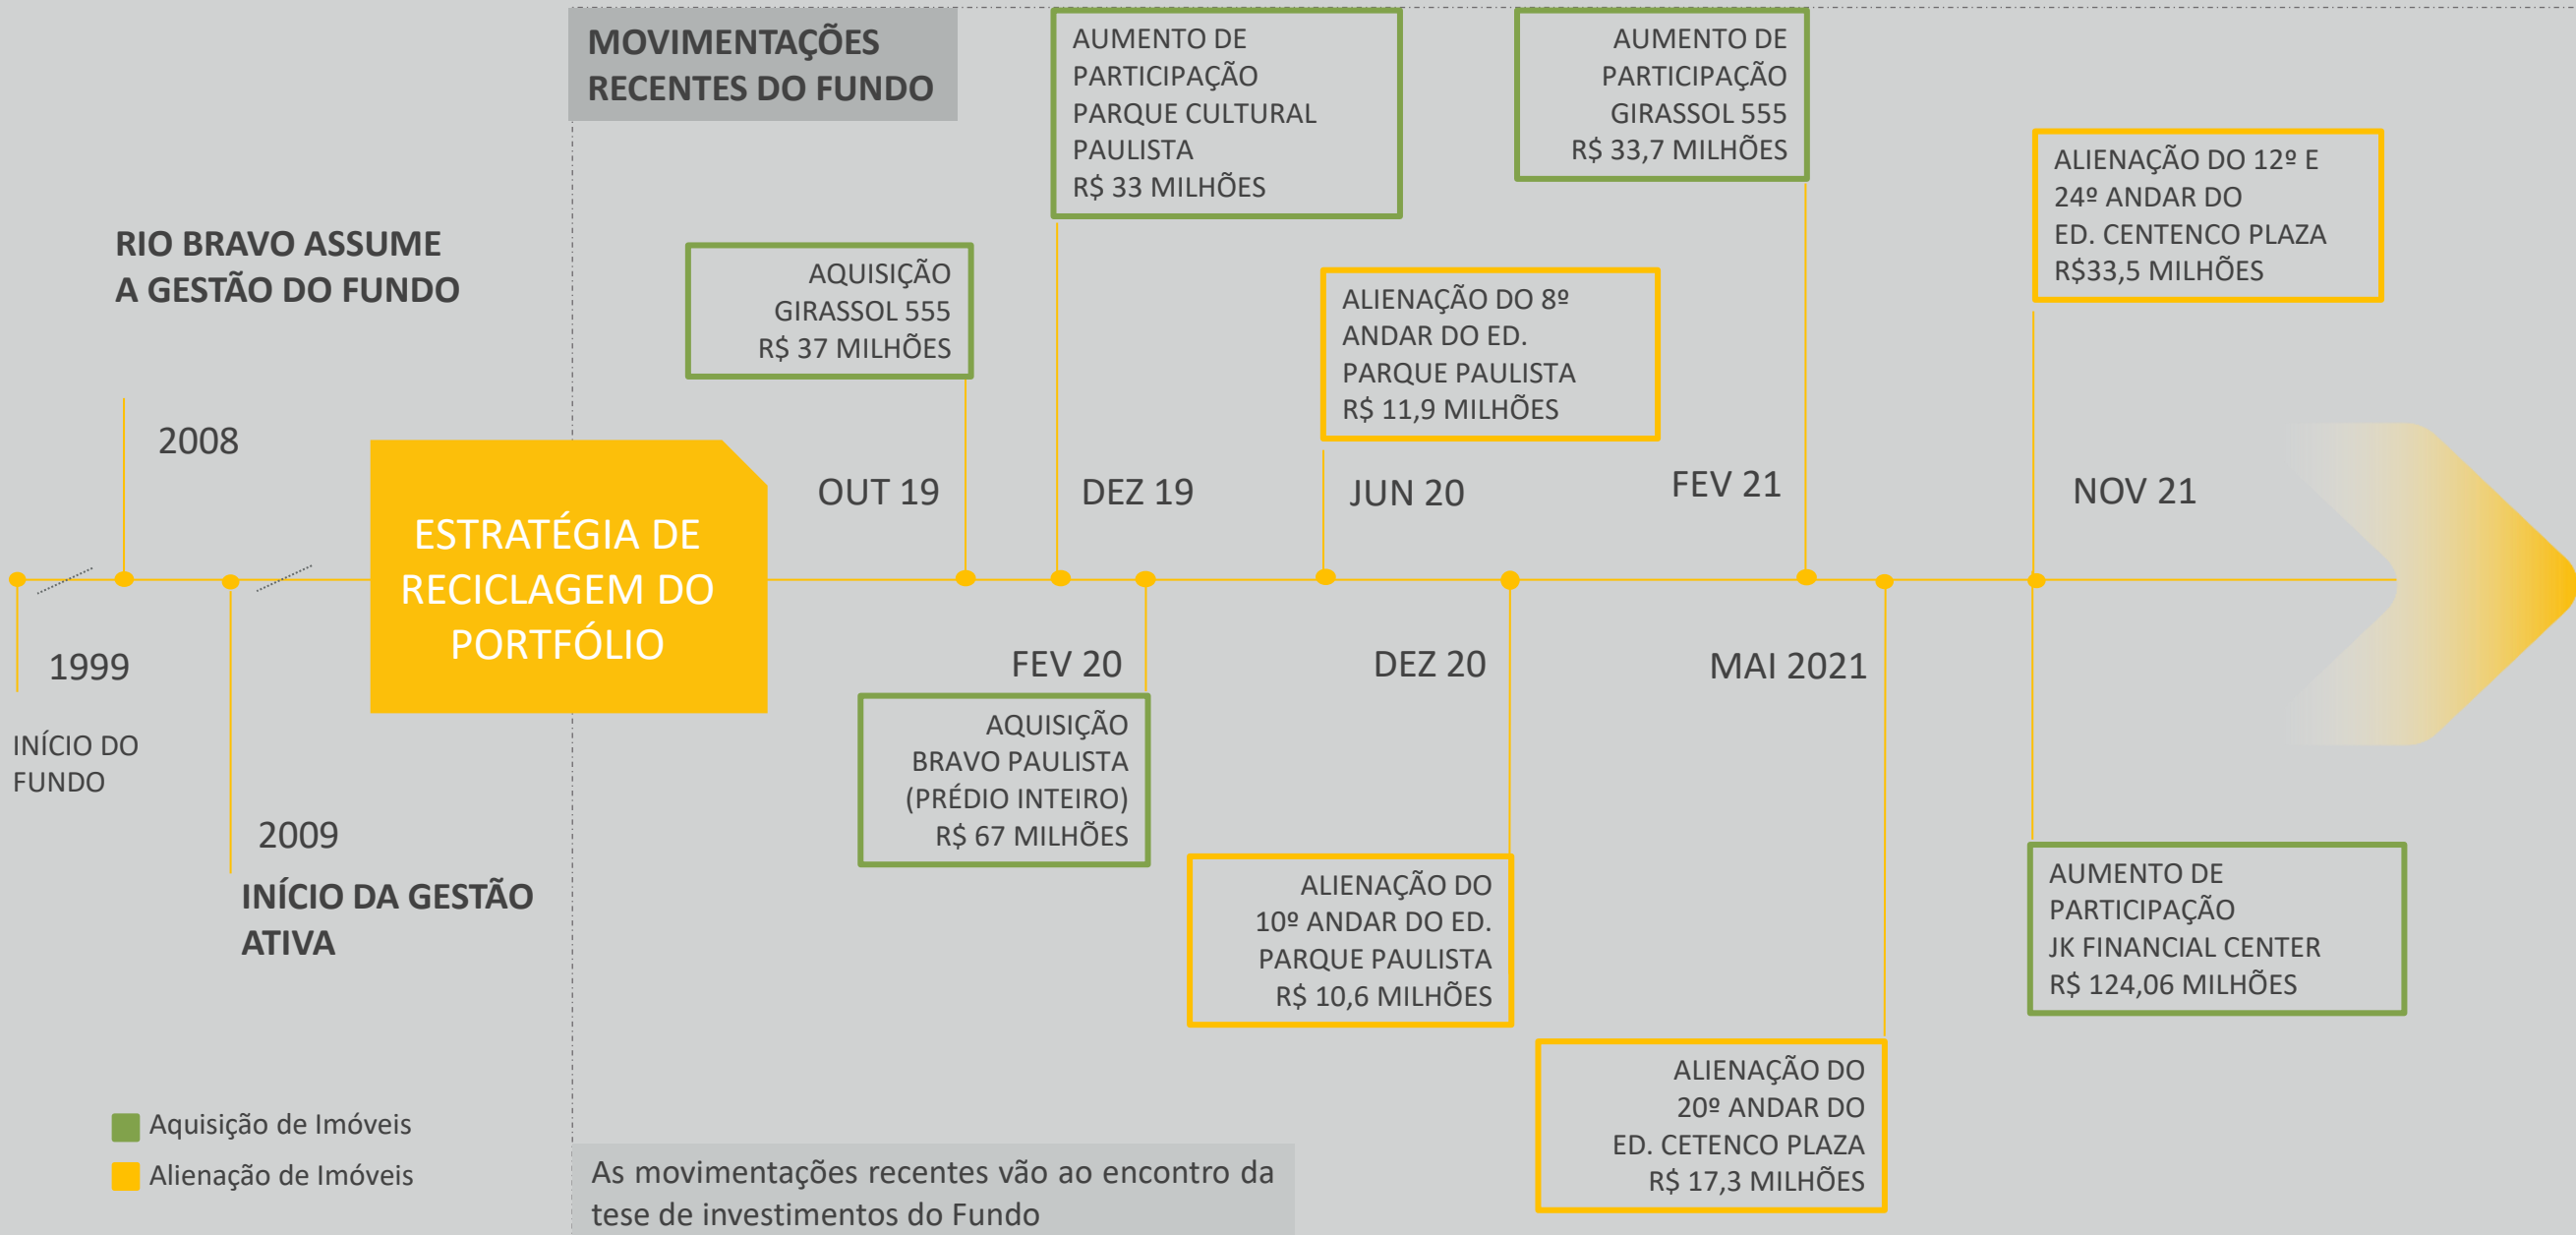 MOVIMENTAÇÕES
RECENTES DO FUNDO
RIO BRAVO ASSUME
A GESTÃO DO FUNDO
2008
1999
INÍCIO DO
FUNDO
2009
INÍCIO DA GESTÃO
ATIVA
ESTRATÉGIA DE
RECICLAGEM DO
PORTFÓLIO
AQUISIÇÃO
GIRASSOL 555
R$ 37 MILHÕES
OUT 19
AUMENTO DE
PARTICIPAÇÃO
PARQUE CULTURAL
PAULISTA
R$ 33 MILHÕES
DEZ 19
FEV 20
AQUISIÇÃO
BRAVO PAULISTA
(PRÉDIO INTEIRO)
R$ 67 MILHÕES
ALIENAÇÃO DO 8º
ANDAR DO ED.
PARQUE PAULISTA
R$ 11,9 MILHÕES
JUN 20
DEZ 20
ALIENAÇÃO DO
10º ANDAR DO ED.
PARQUE PAULISTA
R$ 10,6 MILHÕES
AUMENTO DE
PARTICIPAÇÃO
GIRASSOL 555
R$ 33,7 MILHÕES
FEV 21
MAI 2021
ALIENAÇÃO DO
20º ANDAR DO
ED. CETENCO PLAZA
R$ 17,3 MILHÕES
ALIENAÇÃO DO 12º E
24º ANDAR DO
ED. CENTENCO PLAZA
R$33,5 MILHÕES
NOV 21
AUMENTO DE
PARTICIPAÇÃO
JK FINANCIAL CENTER
R$ 124,06 MILHÕES
Aquisição de Imóveis
Alienação de Imóveis
As movimentações recentes vão ao encontro da
tese de investimentos do Fundo